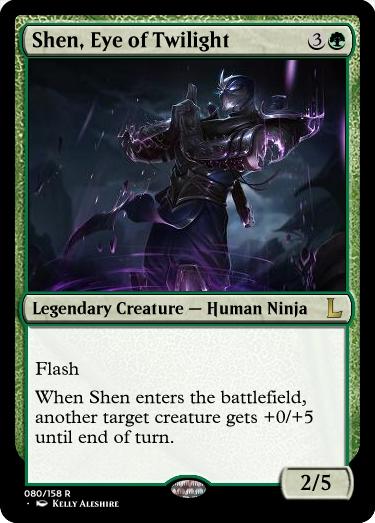 Shen, Eye of Twilight 3
Legendary Creature — Human Ninja L
Flash
When Shen enters the battlefield,
another target creature gets +0/+5
until end of turn.
2/5
080/158 R
· Kelly Aleshire